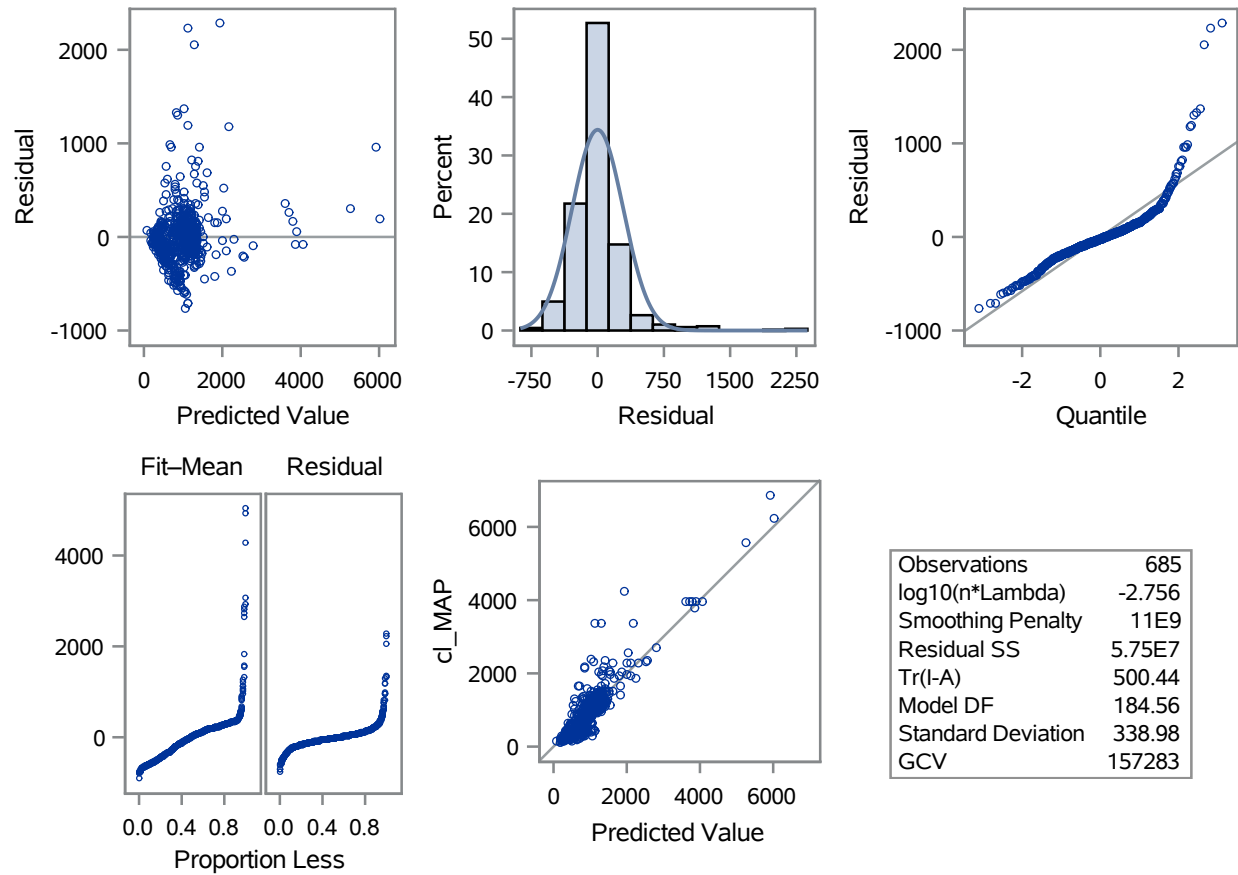 Residual
2000
1000
0
-1000
0 2000 4000 6000
Predicted Value
Percent
50
40
30
20
10
0
-750 0 750 1500 2250
Residual
Residual
2000
1000
0
-1000
-2 0 2
Quantile
Fit–Mean Residual
4000
2000
0
0.0 0.4 0.8 0.0 0.4 0.8
Proportion Less
cl_MAP
6000
4000
2000
0
0 2000 4000 6000
Predicted Value
Observations 685
log10(n*Lambda) -2.756
Smoothing Penalty 11E9
Residual SS 5.75E7
Tr(I-A) 500.44
Model DF 184.56
Standard Deviation 338.98
GCV 157283